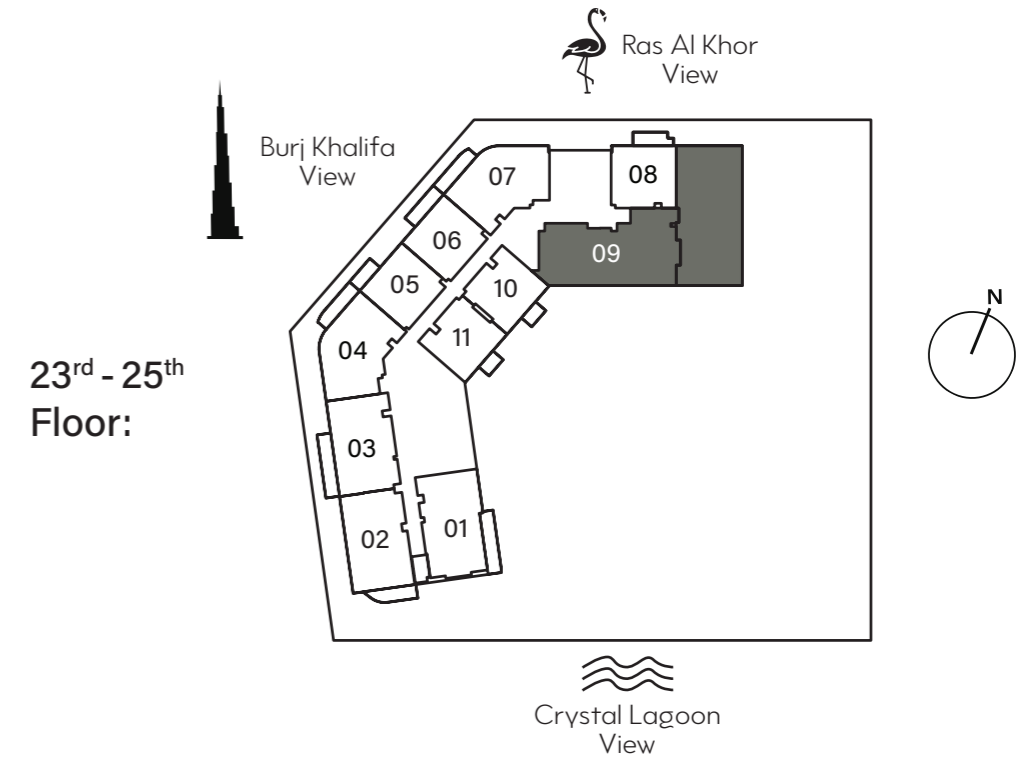 Ras Al Khor
View
Burj Khalifa
View
07
08
06
09
05
10
N
11
04
23rd - 25th
Floor:
03
01
02
Crystal Lagoon
View